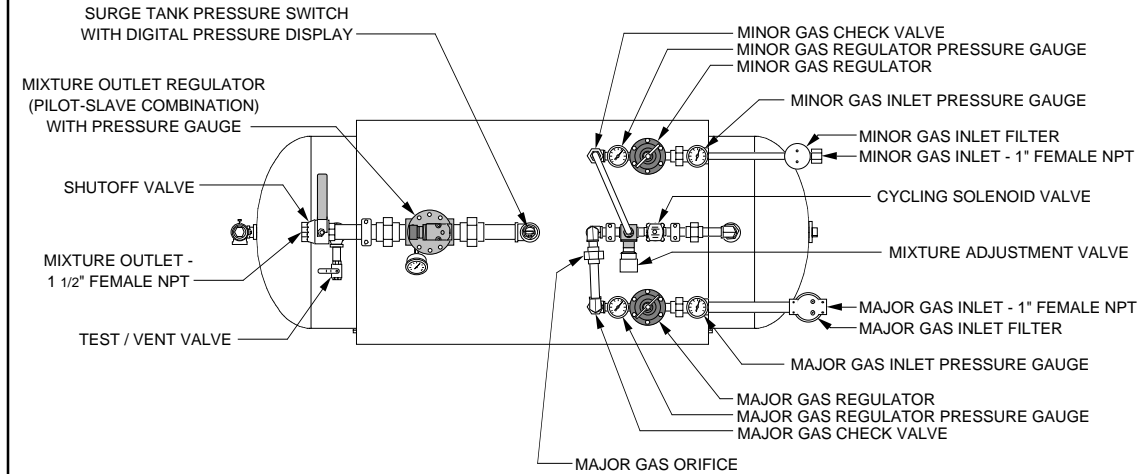 SURGE TANK PRESSURE SWITCH
WITH DIGITAL PRESSURE DISPLAY
MIXTURE OUTLET REGULATOR
(PILOT-SLAVE COMBINATION)
WITH PRESSURE GAUGE
SHUTOFF VALVE
MIXTURE OUTLET -
1 1/2" FEMALE NPT
TEST / VENT VALVE
MINOR GAS CHECK VALVE
MINOR GAS REGULATOR PRESSURE GAUGE
MINOR GAS REGULATOR
MINOR GAS INLET PRESSURE GAUGE
MINOR GAS INLET FILTER
MINOR GAS INLET - 1" FEMALE NPT
CYCLING SOLENOID VALVE
MIXTURE ADJUSTMENT VALVE
MAJOR GAS INLET - 1" FEMALE NPT
MAJOR GAS INLET FILTER
MAJOR GAS INLET PRESSURE GAUGE
MAJOR GAS REGULATOR
MAJOR GAS REGULATOR PRESSURE GAUGE
MAJOR GAS CHECK VALVE
MAJOR GAS ORIFICE